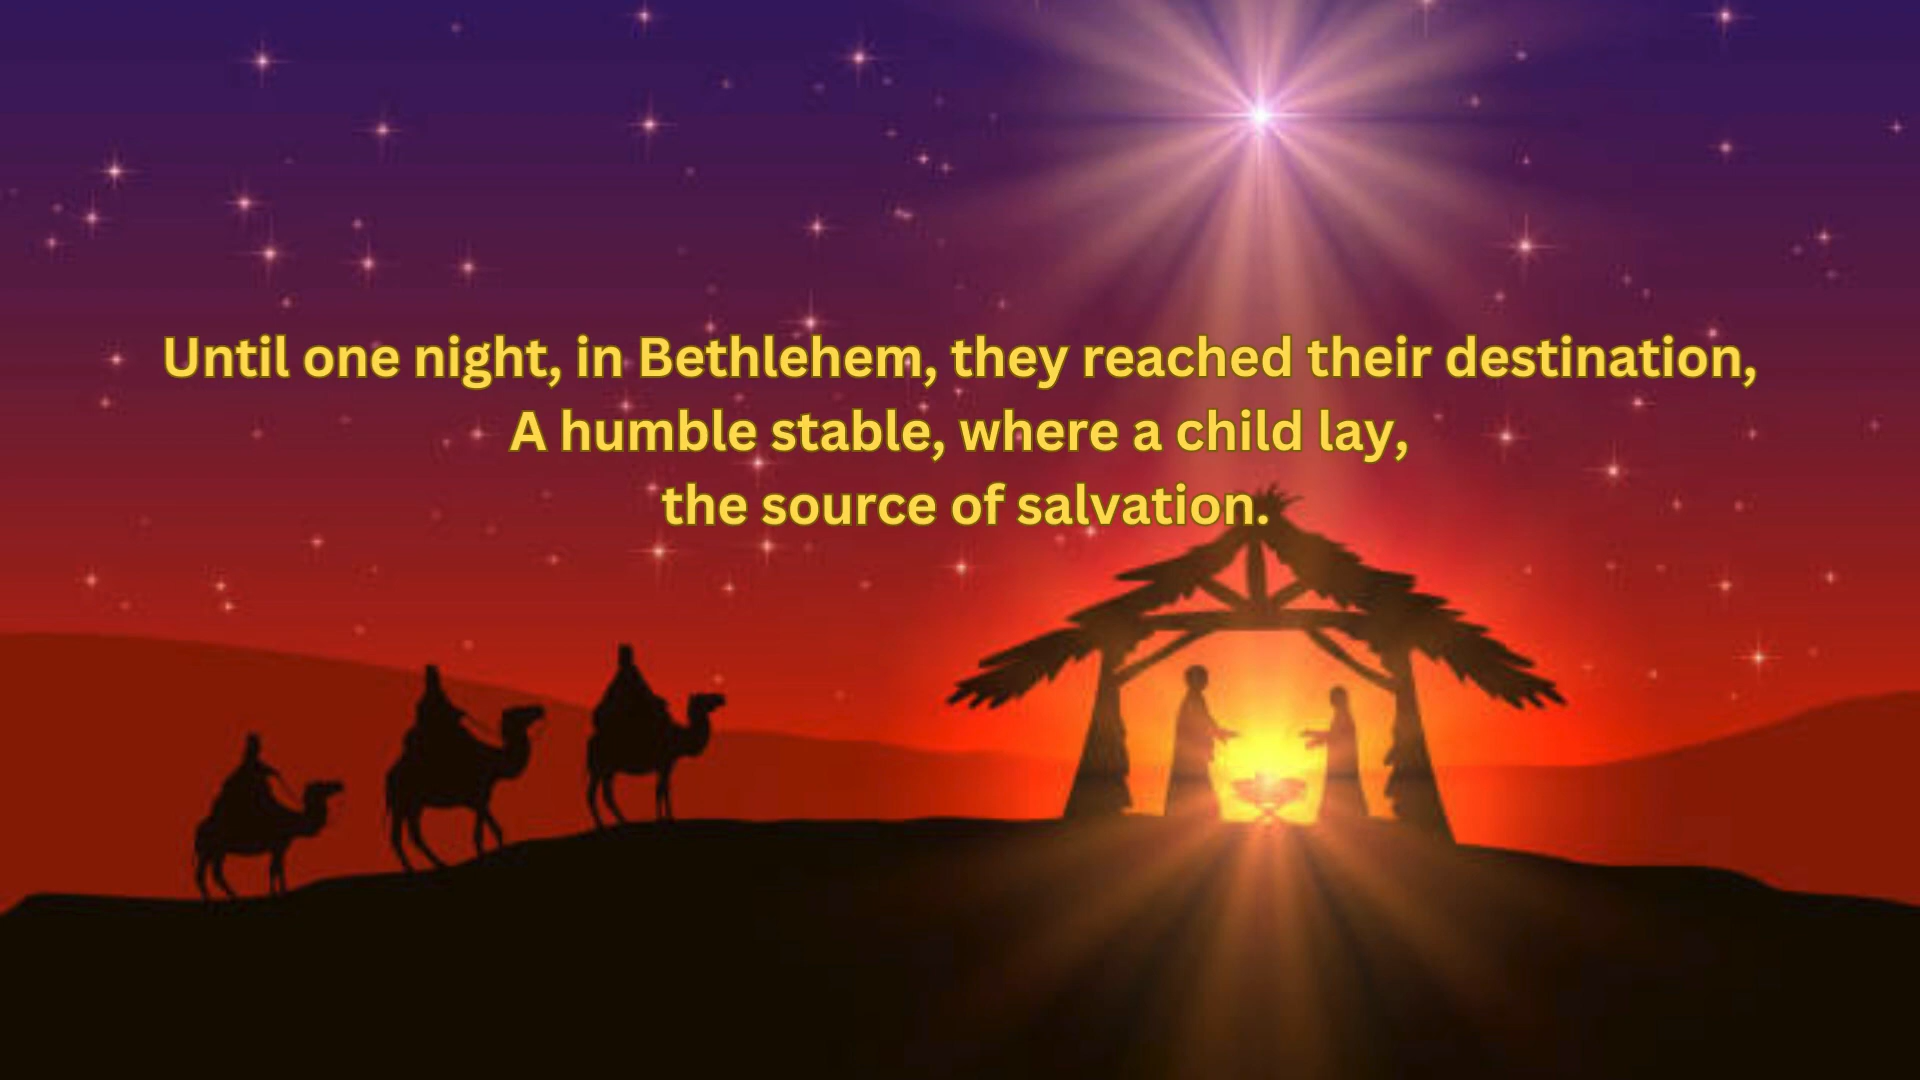 Until one night, in Bethlehem, they reached their destination,
A humble stable, where a child lay,
the source of salvation.